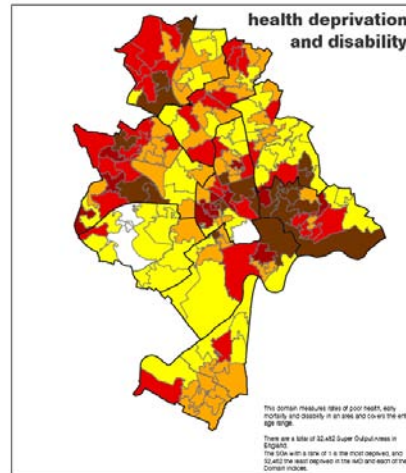 health deprivation
and disability
This domain measures rates of poor health, early
mortality and disability in an area and covers the enti
age range.
There are a total of 32,482 Super Output Areas in
England.
The SOA with a rank of 1 is the most deprived, and
32,482 the least deprived in the IMD and each of the
Domain Indices.